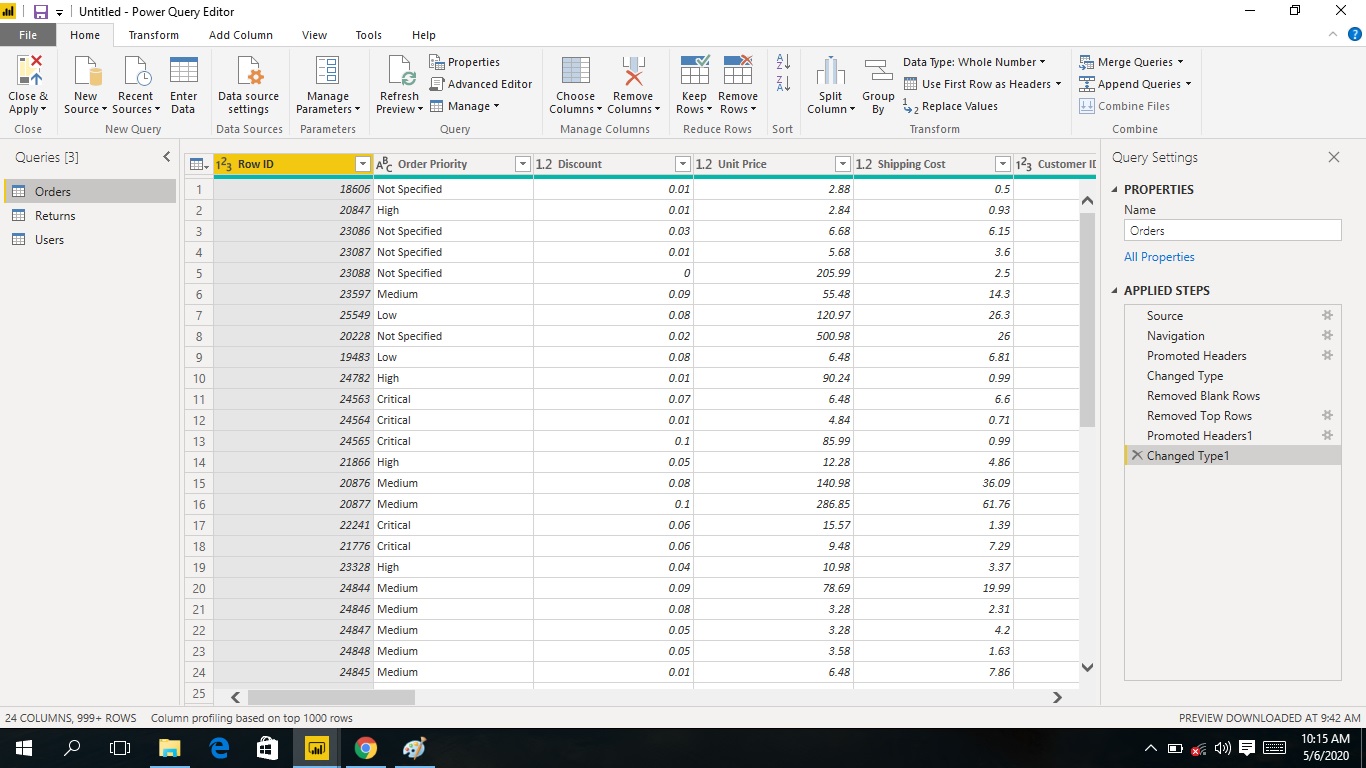 Untitled - Power Query Editor
File Home Transform Add Column View Tools Help
Close & Apply
New Source
Recent Sources
Enter Data
Data source settings
Manage Parameters
Refresh Preview
Properties
Advanced Editor
Manage
Choose Columns
Remove Columns
Keep Rows
Remove Rows
A Z
Z A
Split Column
Group By
Data Type: Whole Number
Use First Row as Headers
1 2 Replace Values
Merge Queries
Append Queries
Combine Files
Close New Query Data Sources Parameters Query Manage Columns Reduce Rows Sort Transform Combine
Queries [3]
Orders
Returns
Users
123 Row ID ABC Order Priority 1.2 Discount 1.2 Unit Price 1.2 Shipping Cost 123 Customer ID
1 18606 Not Specified 0.01 2.88 0.5
2 20847 High 0.01 2.84 0.93
3 23086 Not Specified 0.03 6.68 6.15
4 23087 Not Specified 0.01 5.68 3.6
5 23088 Not Specified 0 205.99 2.5
6 23597 Medium 0.09 55.48 14.3
7 25549 Low 0.08 120.97 26.3
8 20228 Not Specified 0.02 500.98 26
9 19483 Low 0.08 6.48 6.81
10 24782 High 0.01 90.24 0.99
11 24563 Critical 0.07 6.48 6.6
12 24564 Critical 0.01 4.84 0.71
13 24565 Critical 0.1 85.99 0.99
14 21866 High 0.05 12.28 4.86
15 20876 Medium 0.08 140.98 36.09
16 20877 Medium 0.1 286.85 61.76
17 22241 Critical 0.06 15.57 1.39
18 21776 Critical 0.06 9.48 7.29
19 23328 High 0.04 10.98 3.37
20 24844 Medium 0.09 78.69 19.99
21 24846 Medium 0.08 3.28 2.31
22 24847 Medium 0.05 3.28 4.2
23 24848 Medium 0.05 3.58 1.63
24 24845 Medium 0.01 6.48 7.86
25
Query Settings
PROPERTIES
Name
Orders
All Properties
APPLIED STEPS
Source
Navigation
Promoted Headers
Changed Type
Removed Blank Rows
Removed Top Rows
Promoted Headers1
Changed Type1
24 COLUMNS, 999+ ROWS Column profiling based on top 1000 rows PREVIEW DOWNLOADED AT 9:42 AM
10:15 AM
5/6/2020